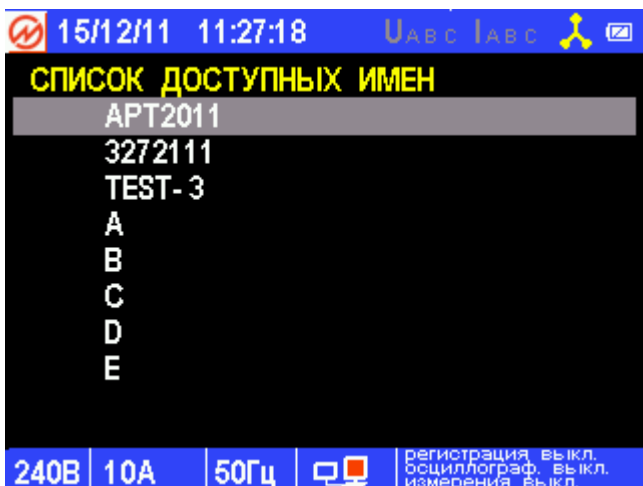 15/12/11 11:27:18 UABC IABC
СПИСОК ДОСТУПНЫХ ИМЕН
АРТ2011
3272111
TEST-3
A
B
C
D
E
240В 10А 50Гц
регистрация выкл.
осциллограф. выкл.
измерения выкл.